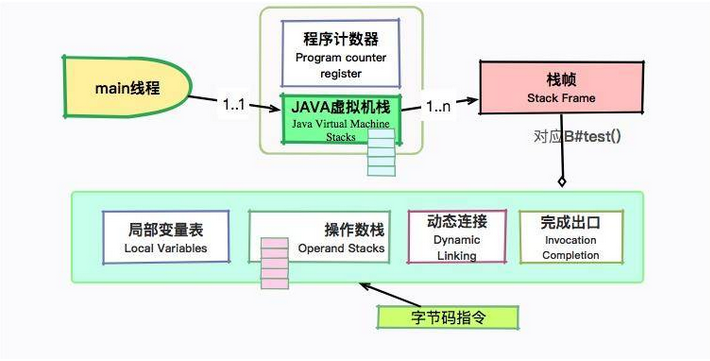 程序计数器
Program counter
register
main线程
1..1
JAVA虚拟机栈
Java Virtual Machine
Stacks
1..n
栈帧
Stack Frame
对应B#test()
局部变量表
Local Variables
操作数栈
Operand Stacks
动态连接
Dynamic
Linking
完成出口
Invocation
Completion
字节码指令